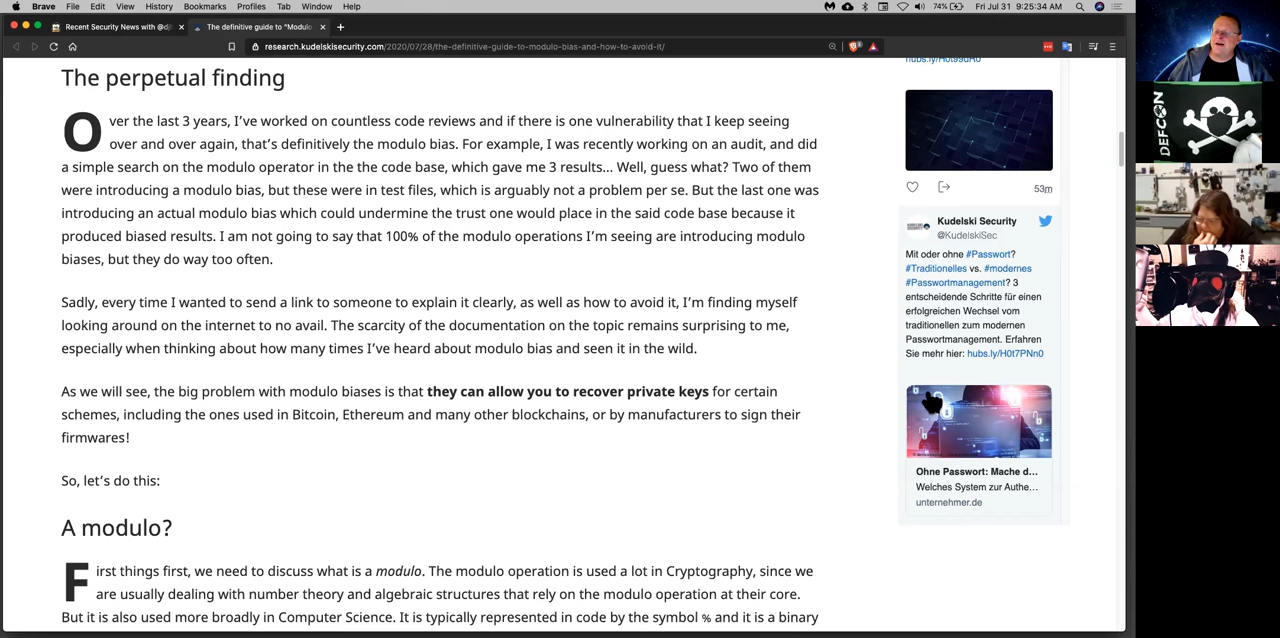 Brave File Edit View History Bookmarks Profiles Tab Window Help 74% Fri Jul 31 9:25:34 AM
Recent Security News with @d × The definitive guide to "Modulo × +
research.kudelskisecurity.com/2020/07/28/the-definitive-guide-to-modulo-bias-and-how-to-avoid-it/
The perpetual finding
Over the last 3 years, I've worked on countless code reviews and if there is one vulnerability that I keep seeing
over and over again, that's definitively the modulo bias. For example, I was recently working on an audit, and did
a simple search on the modulo operator in the the code base, which gave me 3 results... Well, guess what? Two of them
were introducing a modulo bias, but these were in test files, which is arguably not a problem per se. But the last one was
introducing an actual modulo bias which could undermine the trust one would place in the said code base because it
produced biased results. I am not going to say that 100% of the modulo operations I'm seeing are introducing modulo
biases, but they do way too often.
Sadly, every time I wanted to send a link to someone to explain it clearly, as well as how to avoid it, I'm finding myself
looking around on the internet to no avail. The scarcity of the documentation on the topic remains surprising to me,
especially when thinking about how many times I've heard about modulo bias and seen it in the wild.
As we will see, the big problem with modulo biases is that they can allow you to recover private keys for certain
schemes, including the ones used in Bitcoin, Ethereum and many other blockchains, or by manufacturers to sign their
firmwares!
So, let's do this:
A modulo?
First things first, we need to discuss what is a modulo. The modulo operation is used a lot in Cryptography, since we
are usually dealing with number theory and algebraic structures that rely on the modulo operation at their core.
But it is also used more broadly in Computer Science. It is typically represented in code by the symbol % and it is a binary
hubs.ly/H0t99dR0
53m
Kudelski Security
@KudelskiSec
Mit oder ohne #Passwort?
#Traditionelles vs. #modernes
#Passwortmanagement? 3
entscheidende Schritte für einen
erfolgreichen Wechsel vom
traditionellen zum modernen
Passwortmanagement. Erfahren
Sie mehr hier: hubs.ly/H0t7PNn0
Ohne Passwort: Mache d...
Welches System zur Authe...
unternehmer.de
DEFCON